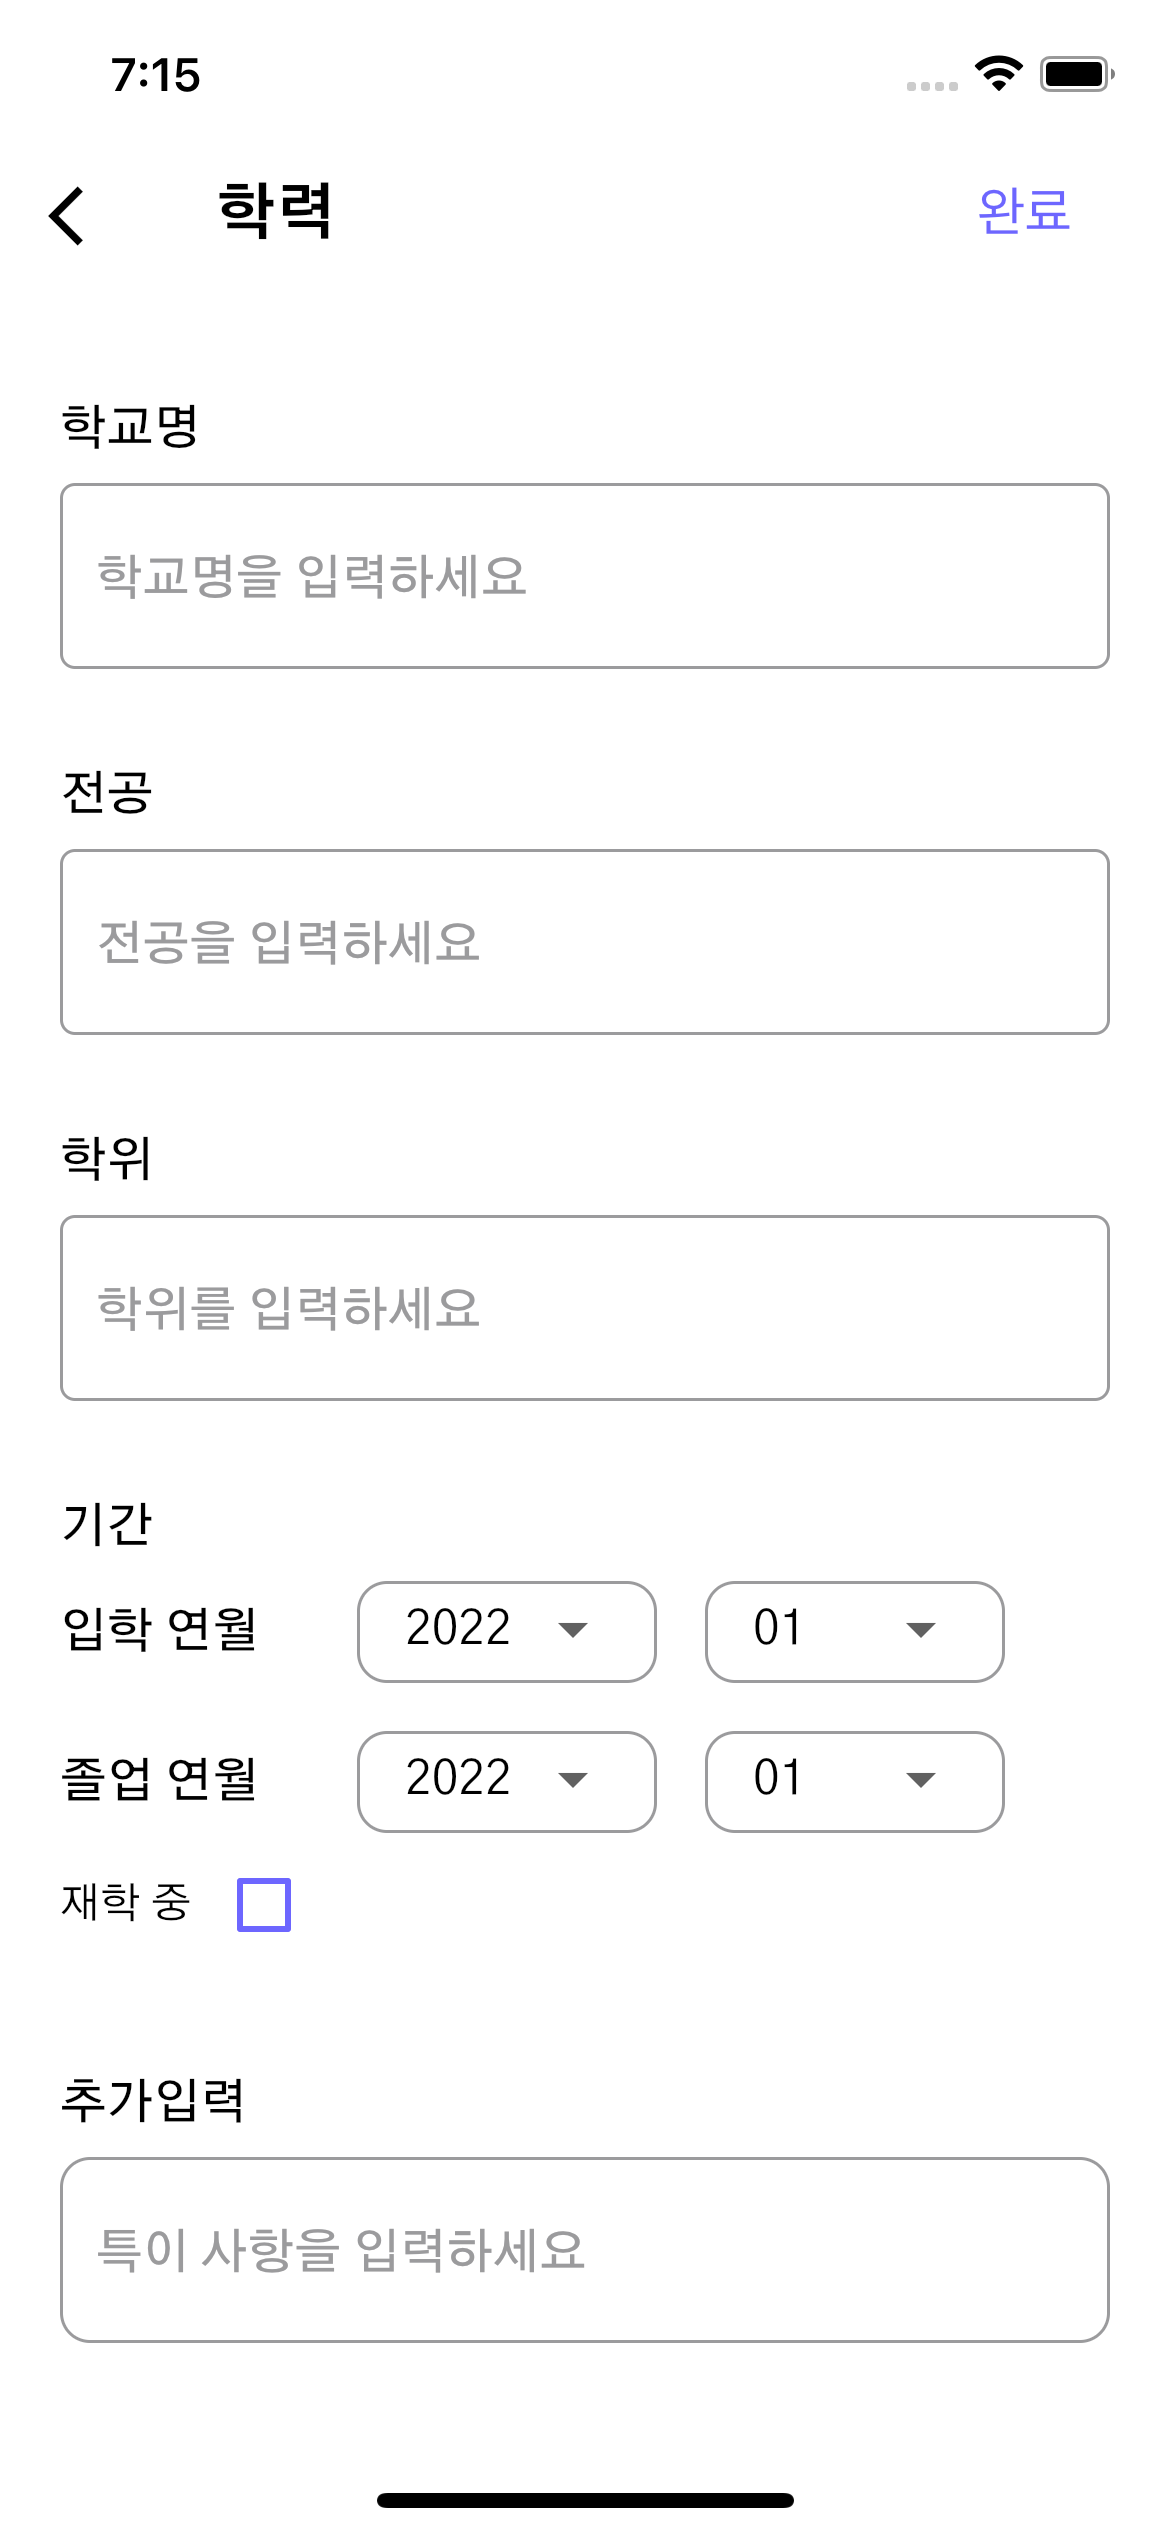 7:15
학력 완료
학교명
학교명을 입력하세요
전공
전공을 입력하세요
학위
학위를 입력하세요
기간
입학 연월 2022 01
졸업 연월 2022 01
재학 중
추가입력
특이 사항을 입력하세요